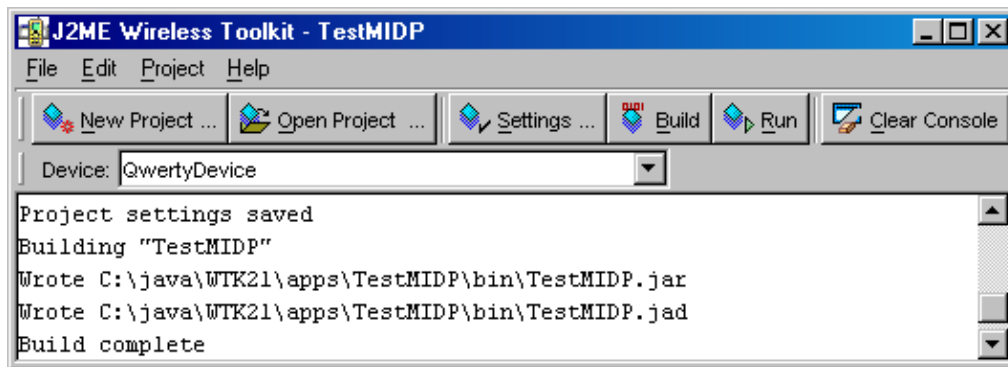 J2ME Wireless Toolkit - TestMIDP
File Edit Project Help
New Project ... Open Project ... Settings ... Build Run Clear Console
Device: QwertyDevice
Project settings saved
Building "TestMIDP"
Wrote C:\java\WTK21\apps\TestMIDP\bin\TestMIDP.jar
Wrote C:\java\WTK21\apps\TestMIDP\bin\TestMIDP.jad
Build complete